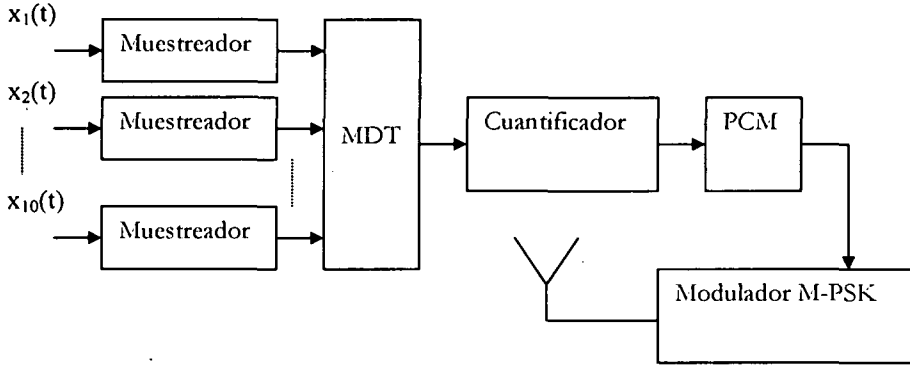 x₁(t)
Muestreador
x₂(t)
Muestreador
x₁₀(t)
Muestreador
MDT
Cuantificador
PCM
Modulador M-PSK